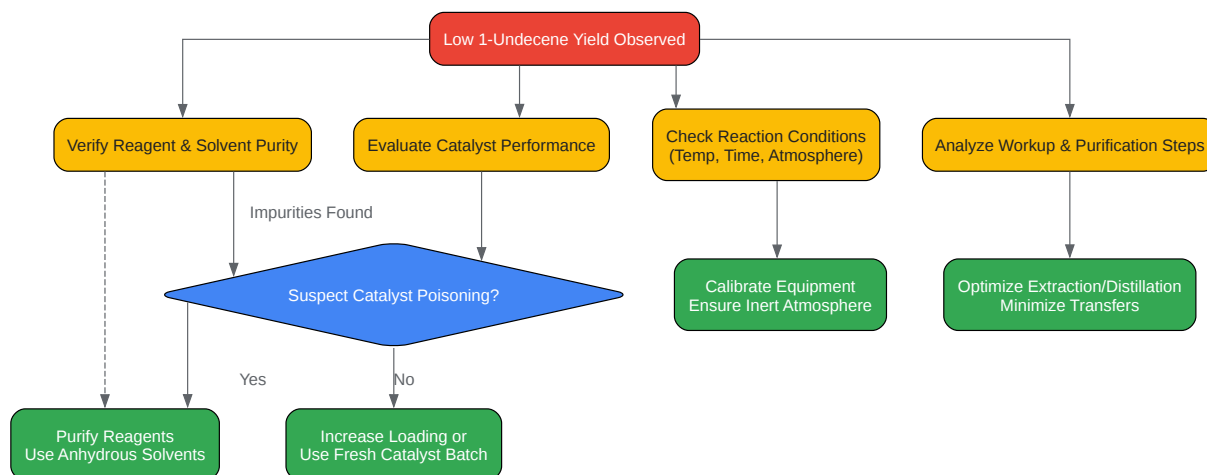 Low 1-Undecene Yield Observed
Verify Reagent & Solvent Purity
Evaluate Catalyst Performance
Check Reaction Conditions
(Temp, Time, Atmosphere)
Analyze Workup & Purification Steps
Impurities Found
Suspect Catalyst Poisoning?
Calibrate Equipment
Ensure Inert Atmosphere
Optimize Extraction/Distillation
Minimize Transfers
Yes
No
Purify Reagents
Use Anhydrous Solvents
Increase Loading or
Use Fresh Catalyst Batch